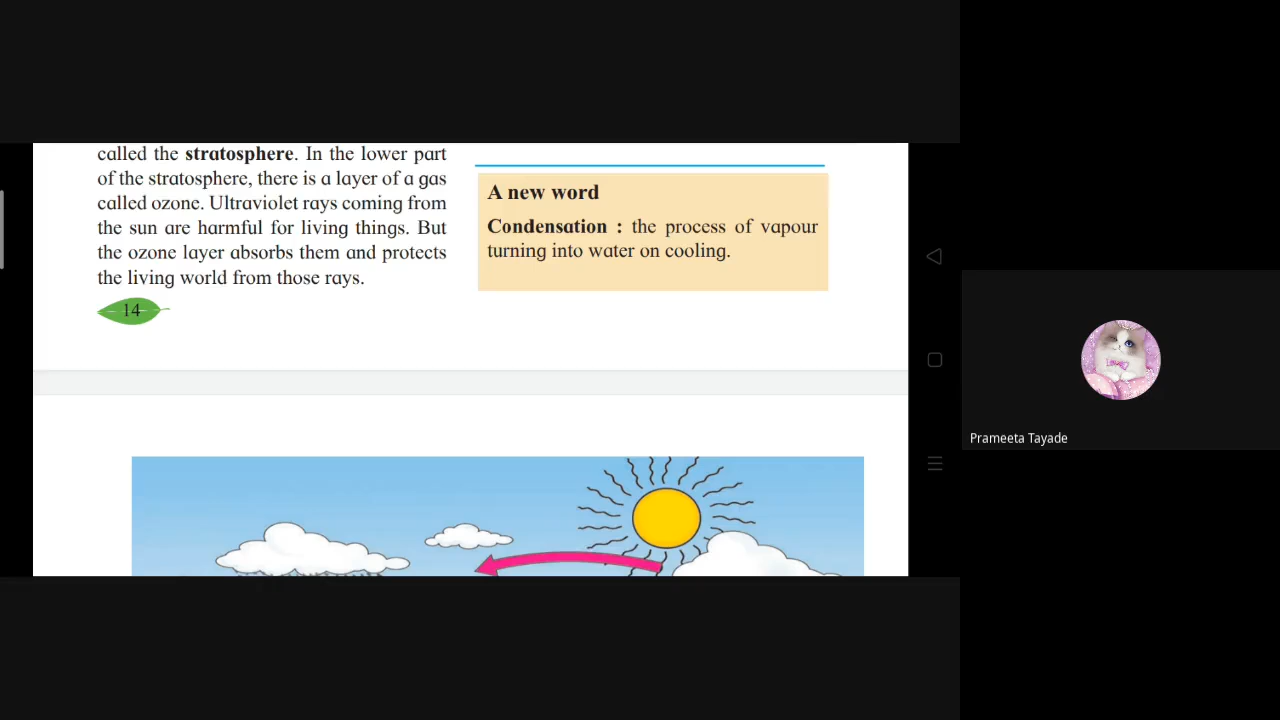 called the stratosphere. In the lower part
of the stratosphere, there is a layer of a gas
called ozone. Ultraviolet rays coming from
the sun are harmful for living things. But
the ozone layer absorbs them and protects
the living world from those rays.
14
A new word
Condensation : the process of vapour
turning into water on cooling.
Prameeta Tayade